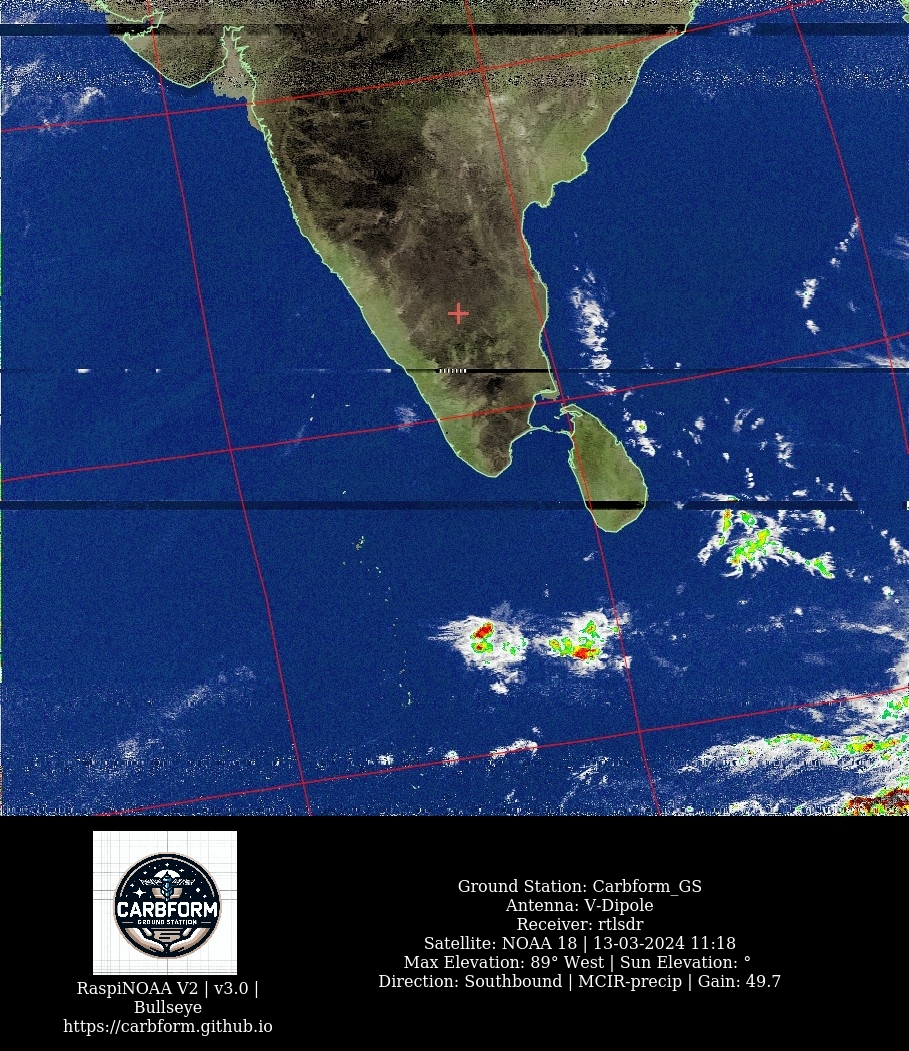 CARBFORM
GROUND STATION
RaspiNOAA V2 | v3.0 |
Bullseye
https://carbform.github.io
Ground Station: Carbform_GS
Antenna: V-Dipole
Receiver: rtlsdr
Satellite: NOAA 18 | 13-03-2024 11:18
Max Elevation: 89° West | Sun Elevation: °
Direction: Southbound | MCIR-precip | Gain: 49.7